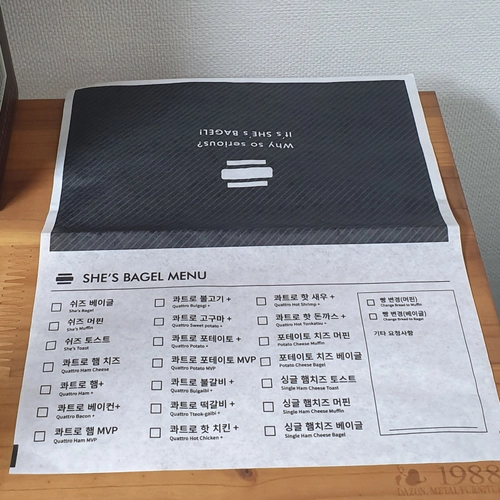 Why so serious?
It's SHE's BAGEL!
SHE'S BAGEL MENU
쉬즈 베이글
She's Bagel
쉬즈 머핀
She's Muffin
쉬즈 토스트
She's Toast
콰트로 햄 치즈
Quattro Ham Cheese
콰트로 햄+
Quattro Ham +
콰트로 베이컨+
Quattro Bacon +
콰트로 햄 MVP
Quattro Ham MVP
콰트로 불고기 +
Quattro Bulgogi +
콰트로 고구마 +
Quattro Sweet potato +
콰트로 포테이토 +
Quattro Potato +
콰트로 포테이토 MVP
Quattro Potato MVP
콰트로 불갈비 +
Quattro Bulgalbi +
콰트로 떡갈비 +
Quattro Tteok-galbi +
콰트로 핫 치킨 +
Quattro Hot Chicken +
콰트로 핫 새우 +
Quattro Hot Shrimp +
콰트로 핫 돈까스 +
Quattro Hot Tonkatsu +
포테이토 치즈 머핀
Potato Cheese Muffin
포테이토 치즈 베이글
Potato Cheese Bagel
싱글 햄치즈 토스트
Single Ham Cheese Toast
싱글 햄치즈 머핀
Single Ham Cheese Muffin
싱글 햄치즈 베이글
Single Ham Cheese Bagel
빵 변경(머핀)
Change Bread to Muffin
빵 변경(베이글)
Change Bread to Bagel
기타 요청사항
1988